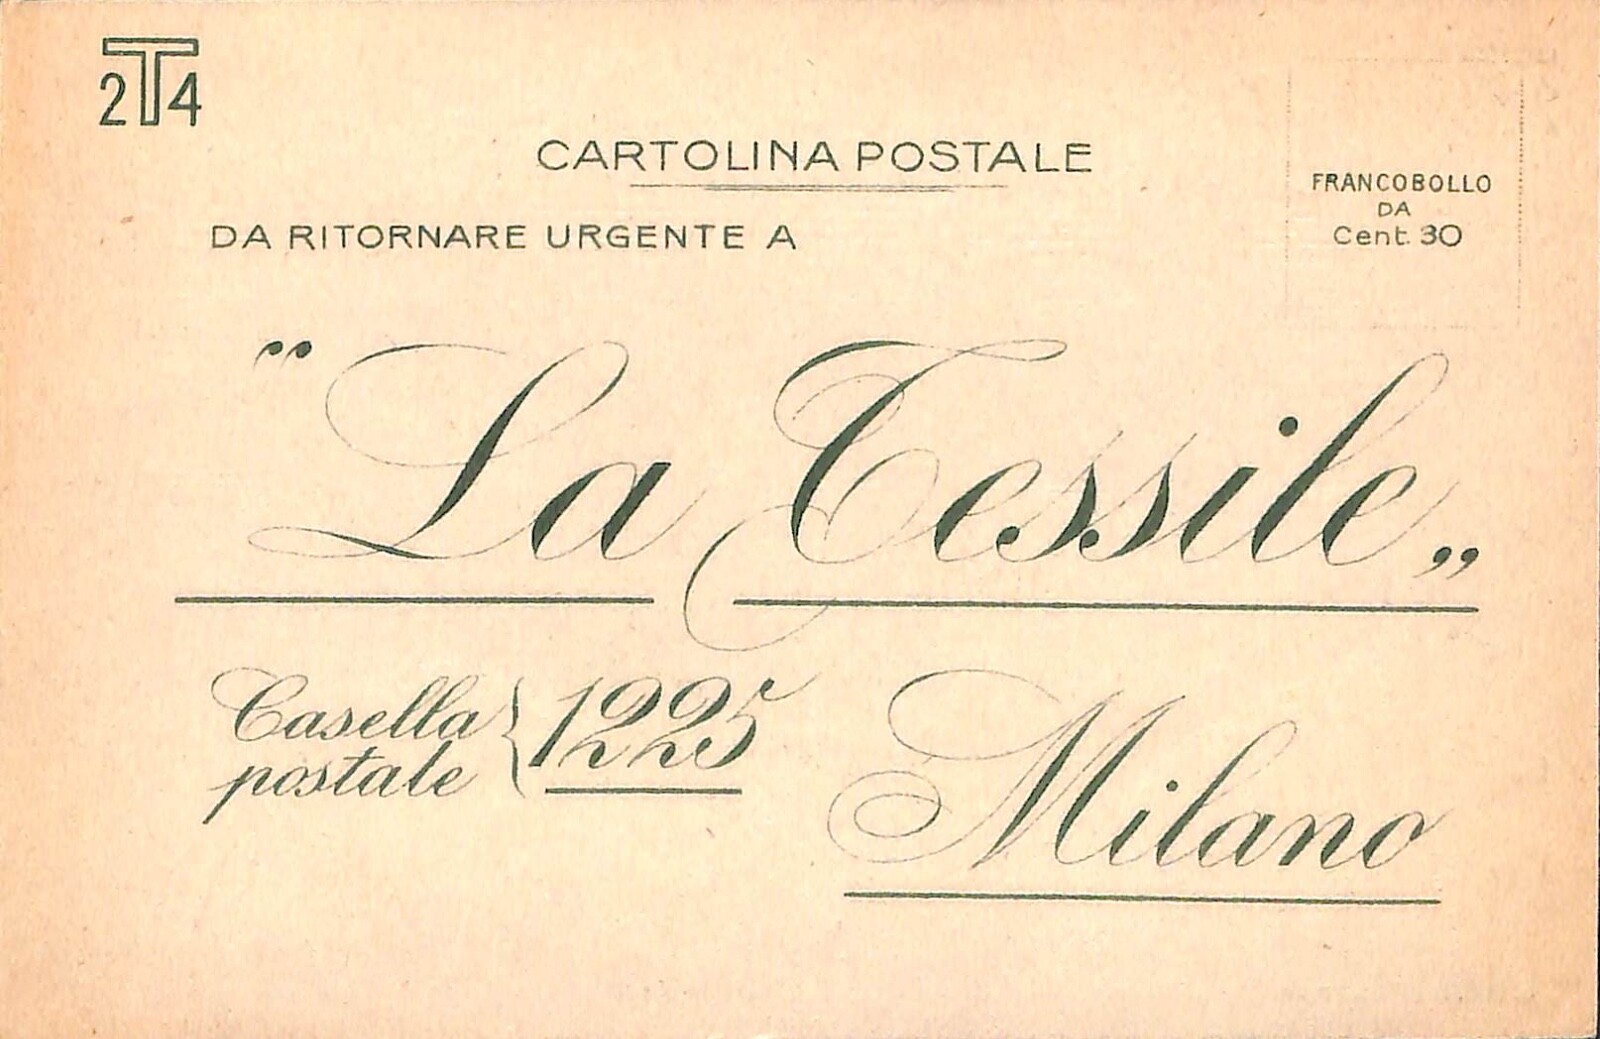 2T4
CARTOLINA POSTALE
DA RITORNARE URGENTE A
FRANCOBOLLO
DA
Cent. 30
"La Tessile„
Casella
postale
1225
Milano